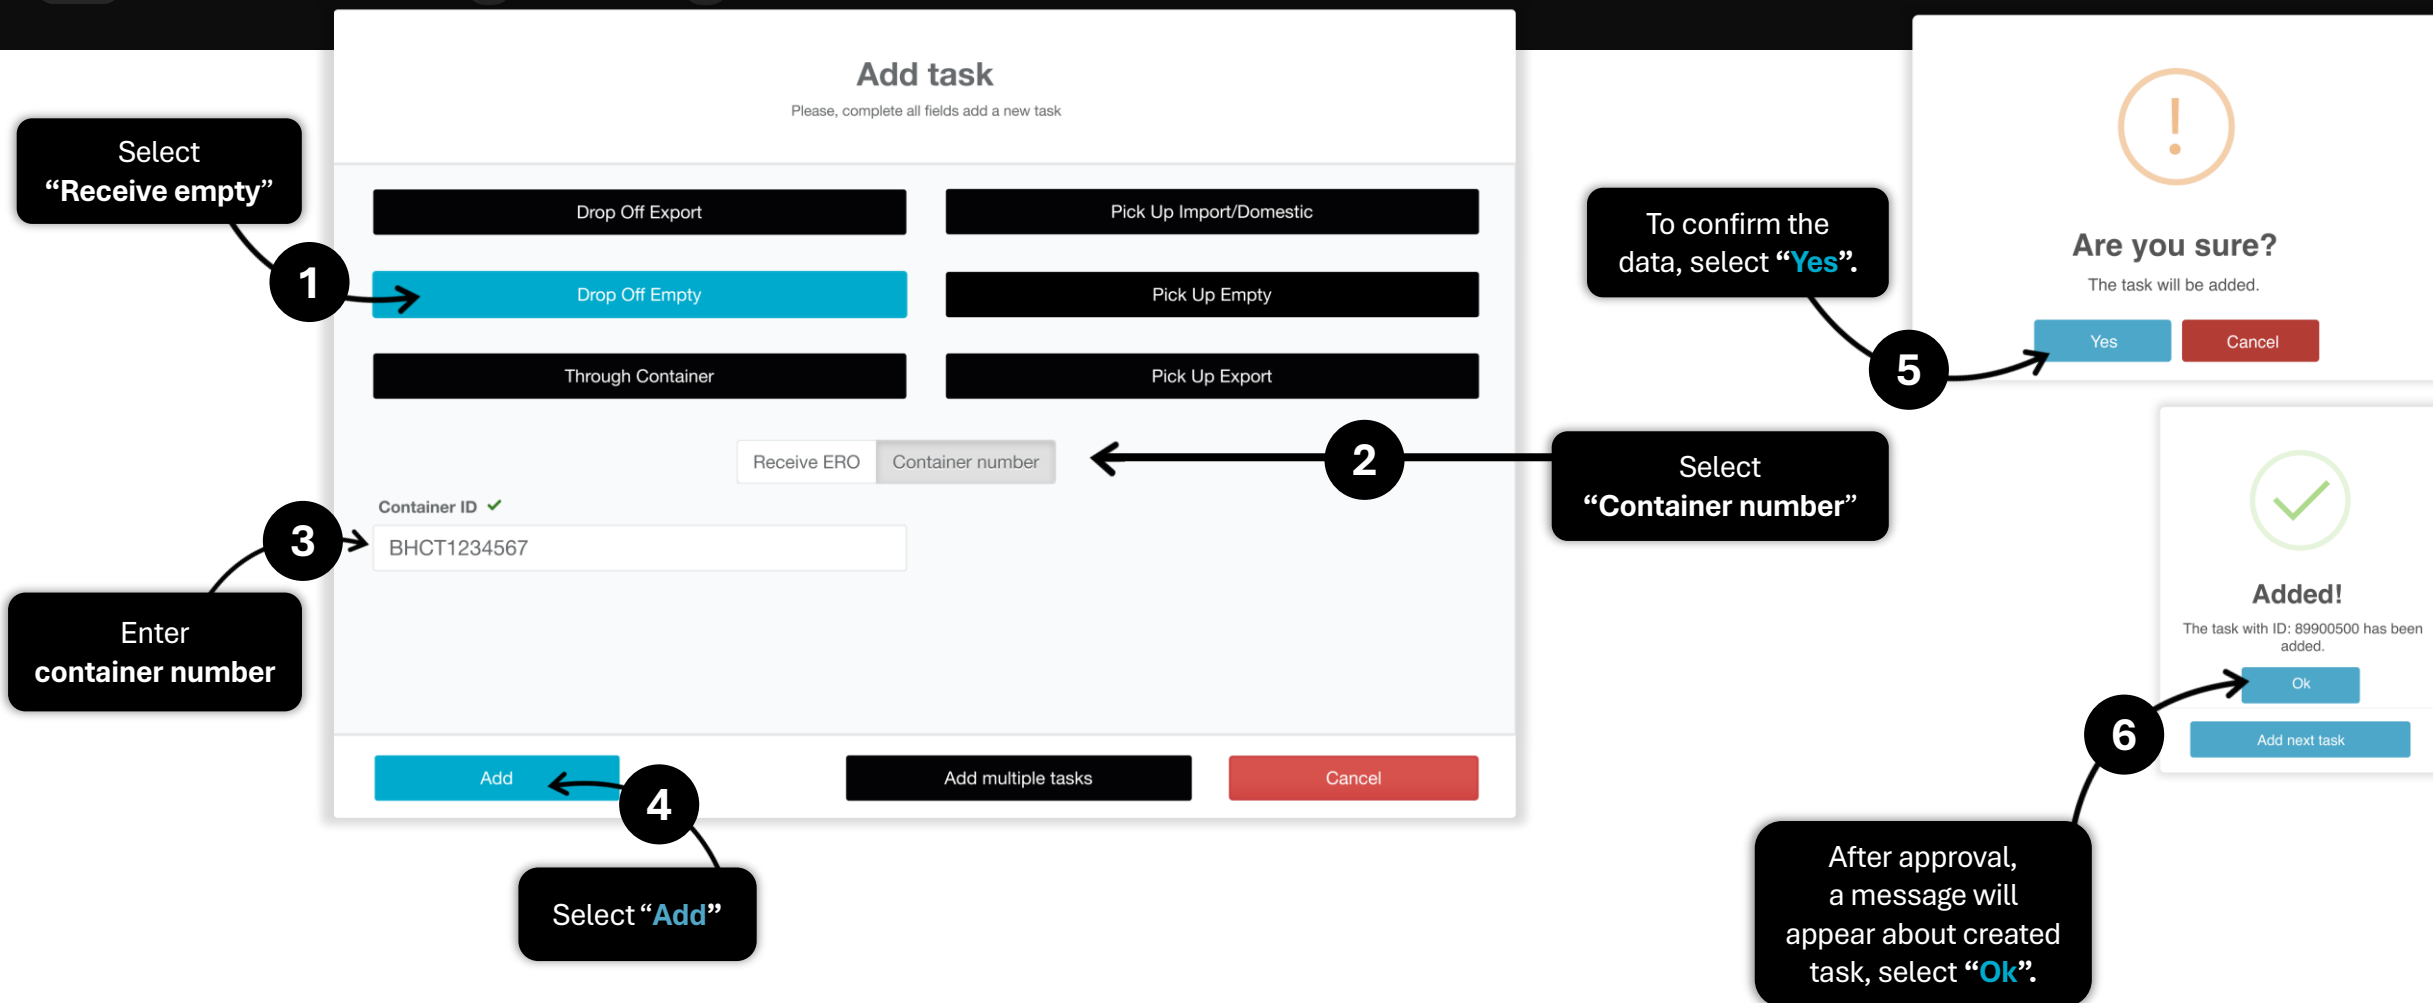 Add task
Please, complete all fields add a new task
Select
“Receive empty”
1
Drop Off Export
Pick Up Import/Domestic
Drop Off Empty
Pick Up Empty
Through Container
Pick Up Export
Receive ERO
Container number
2
Select
“Container number”
Container ID
3
BHCT1234567
Enter
container number
Add
Add multiple tasks
Cancel
4
Select “Add”
To confirm the
data, select “Yes”.
5
!
Are you sure?
The task will be added.
Yes
Cancel
Added!
The task with ID: 89900500 has been
added.
Ok
Add next task
6
After approval,
a message will
appear about created
task, select “Ok”.